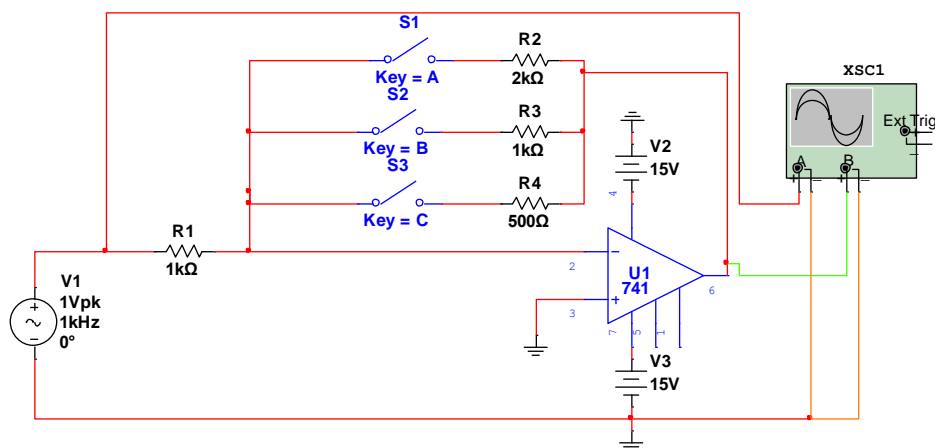 S1
Key = A
R2
2kΩ
S2
Key = B
R3
1kΩ
S3
Key = C
R4
500Ω
V2
15V
4
XSC1
Ext Trig
+
_
A
B
+ _ + _
R1
1kΩ
V1
1Vpk
1kHz
0°
+
−
2
3
−
+
U1
741
6
7
5
1
V3
15V